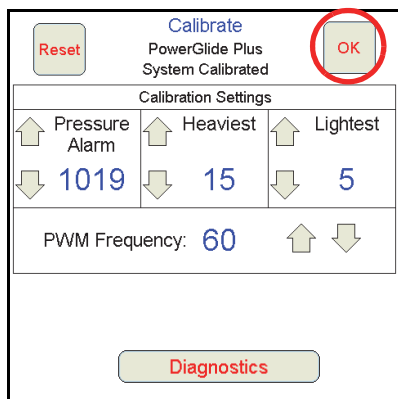 Calibrate
Reset
PowerGlide Plus
OK
System Calibrated
Calibration Settings
Pressure
Alarm
Heaviest
Lightest
1019
15
5
PWM Frequency: 60
Diagnostics